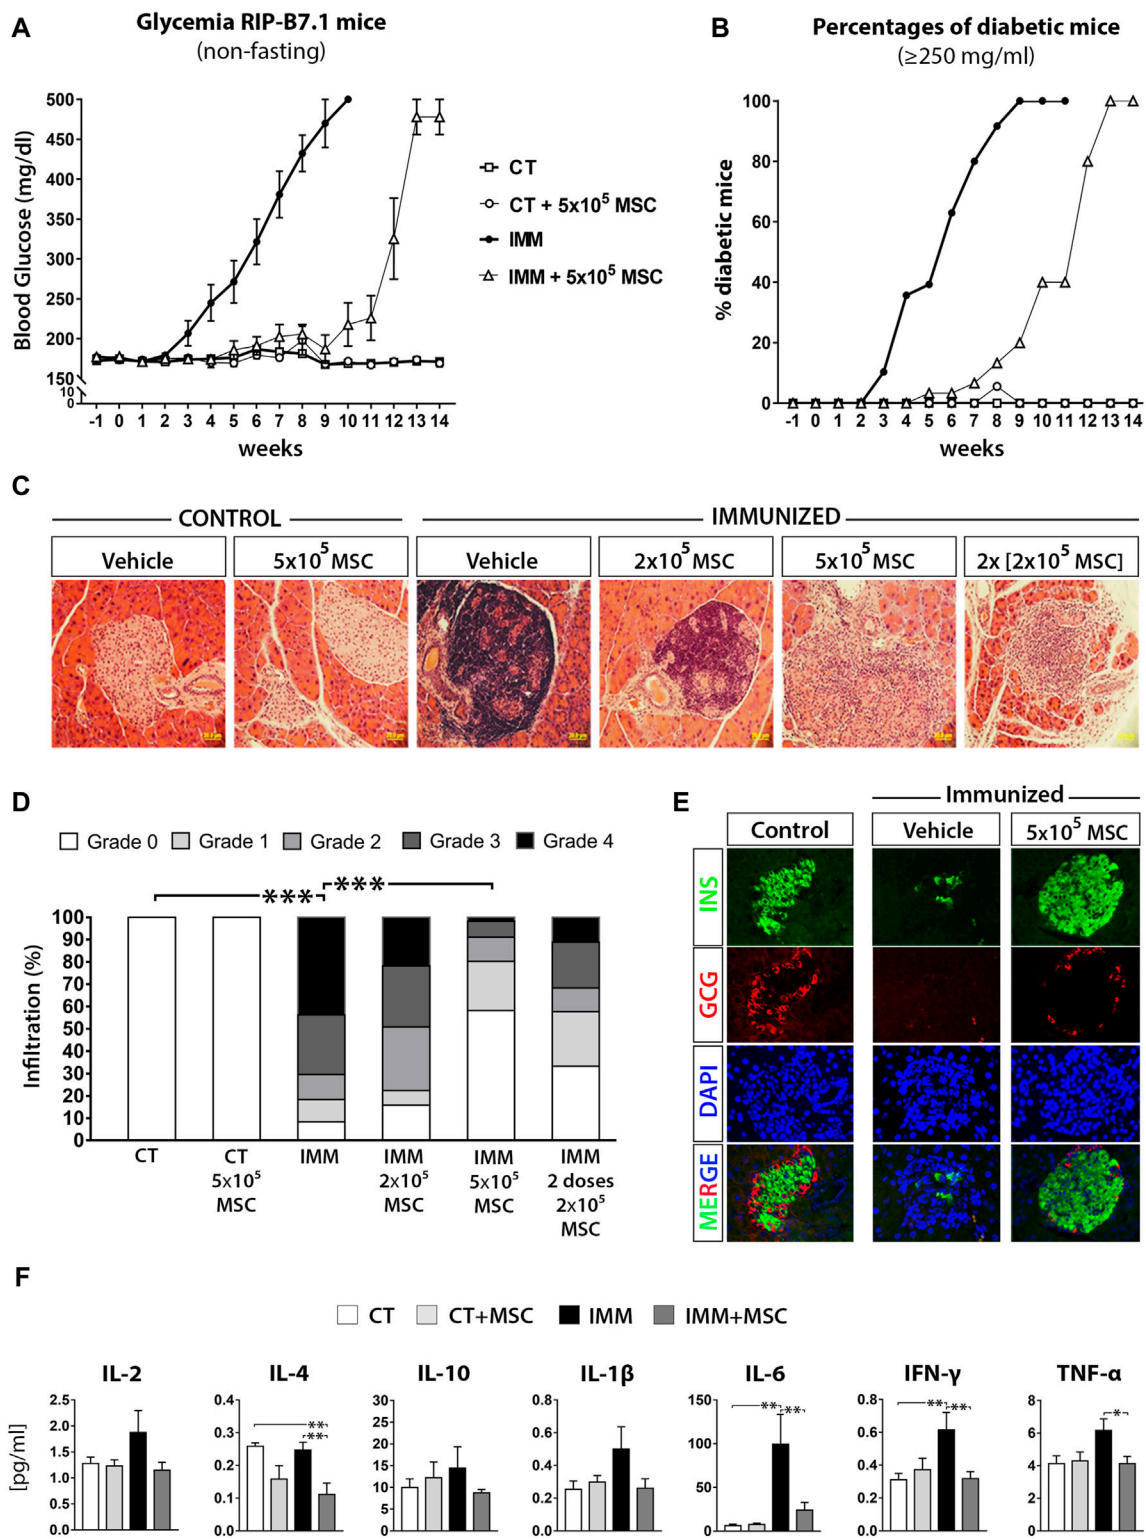 A
Glycemia RIP-B7.1 mice
(non-fasting)
Blood Glucose (mg/dl)
500
450
400
350
300
250
200
150
10
0
-1 0 1 2 3 4 5 6 7 8 9 10 11 12 13 14
weeks
CT
CT + 5x10⁵ MSC
IMM
IMM + 5x10⁵ MSC
B
Percentages of diabetic mice
(≥250 mg/ml)
% diabetic mice
100
80
60
40
20
0
-1 0 1 2 3 4 5 6 7 8 9 10 11 12 13 14
weeks
C
CONTROL
IMMUNIZED
Vehicle
5x10⁵ MSC
Vehicle
2x10⁵ MSC
5x10⁵ MSC
2x [2x10⁵ MSC]
D
Grade 0 Grade 1 Grade 2 Grade 3 Grade 4
*** ***
Infiltration (%)
100
90
80
70
60
50
40
30
20
10
0
CT
CT
5x10⁵
MSC
IMM
IMM
2x10⁵
MSC
IMM
5x10⁵
MSC
IMM
2 doses
2x10⁵
MSC
E
Immunized
Control
Vehicle
5x10⁵ MSC
INS
GCG
DAPI
MERGE
F
CT CT+MSC IMM IMM+MSC
[pg/ml]
IL-2
2.5
2.0
1.5
1.0
0.5
0.0
IL-4
0.4
0.3
0.2
0.1
0.0
**
**
IL-10
30
25
20
15
10
5
0
IL-1β
0.8
0.6
0.4
0.2
0.0
IL-6
150
100
50
0
** **
IFN-γ
0.8
0.6
0.4
0.2
0.0
** **
TNF-α
10
8
6
4
2
0
*